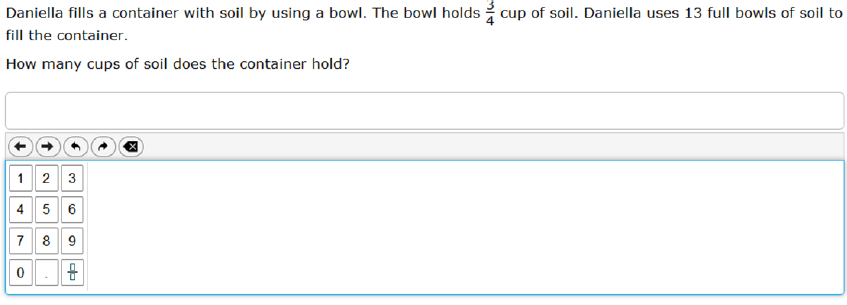 Daniella fills a container with soil by using a bowl. The bowl holds 3/4 cup of soil. Daniella uses 13 full bowls of soil to
fill the container.
How many cups of soil does the container hold?
1 2 3
4 5 6
7 8 9
0 .